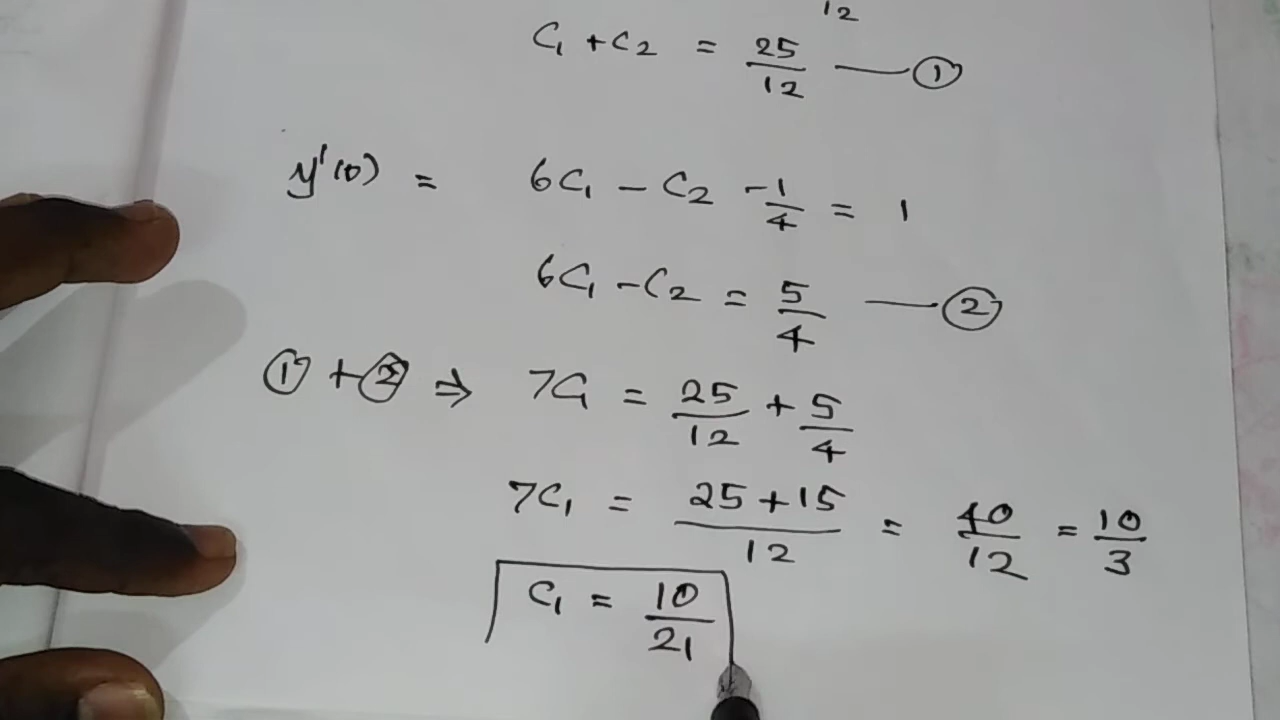 12
C₁ + C₂ = 25/12 —— ①
y'(0) = 6C₁ - C₂ - 1/4 = 1
6C₁ - C₂ = 5/4 —— ②
① + ② ⇒ 7C₁ = 25/12 + 5/4
7C₁ = (25 + 15)/12 = 40/12 = 10/3
C₁ = 10/21